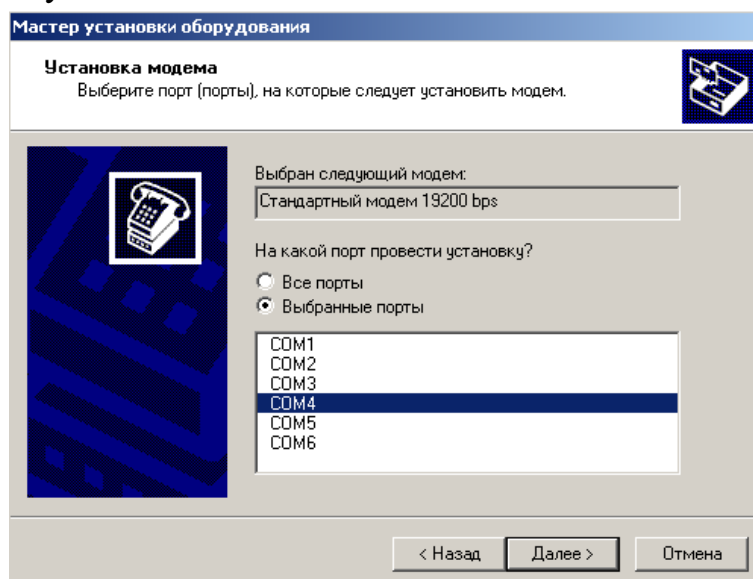 Мастер установки оборудования
Установка модема
Выберите порт (порты), на которые следует установить модем.
Выбран следующий модем:
Стандартный модем 19200 bps
На какой порт провести установку?
Все порты
Выбранные порты
COM1
COM2
COM3
COM4
COM5
COM6
< Назад
Далее >
Отмена